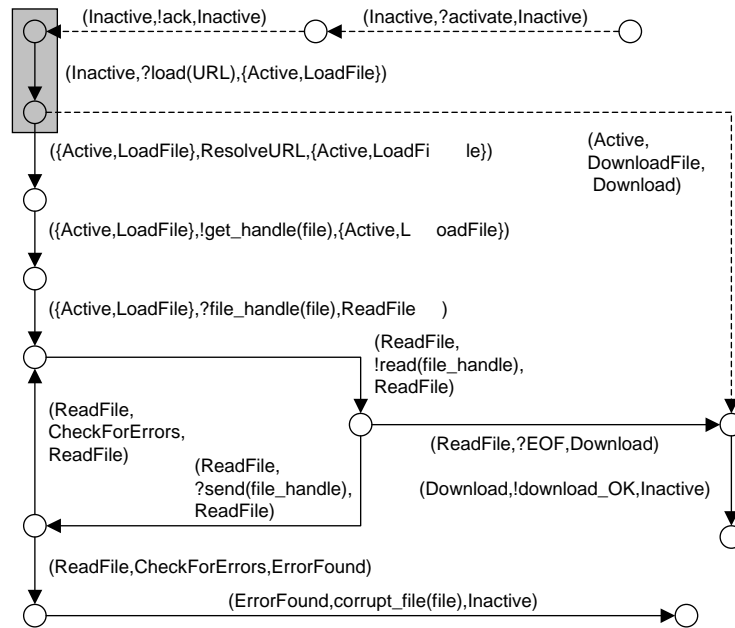 (Inactive,!ack,Inactive) (Inactive,?activate,Inactive)
(Inactive,?load(URL),{Active,LoadFile})
({Active,LoadFile},ResolveURL,{Active,LoadFi le})
(Active,
DownloadFile,
Download)
({Active,LoadFile},!get_handle(file),{Active,L oadFile})
({Active,LoadFile},?file_handle(file),ReadFile )
(ReadFile,
!read(file_handle),
ReadFile)
(ReadFile,
CheckForErrors,
ReadFile)
(ReadFile,?EOF,Download)
(ReadFile,
?send(file_handle),
ReadFile)
(Download,!download_OK,Inactive)
(ReadFile,CheckForErrors,ErrorFound)
(ErrorFound,corrupt_file(file),Inactive)